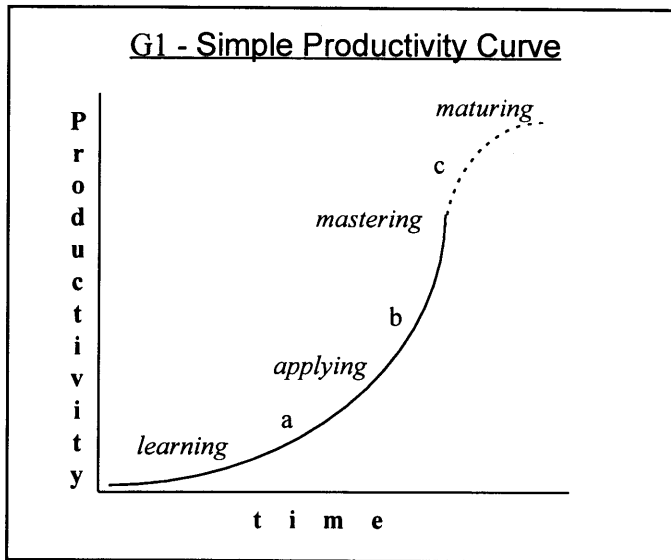 G1 - Simple Productivity Curve
Productivity
maturing
c
mastering
b
applying
a
learning
time